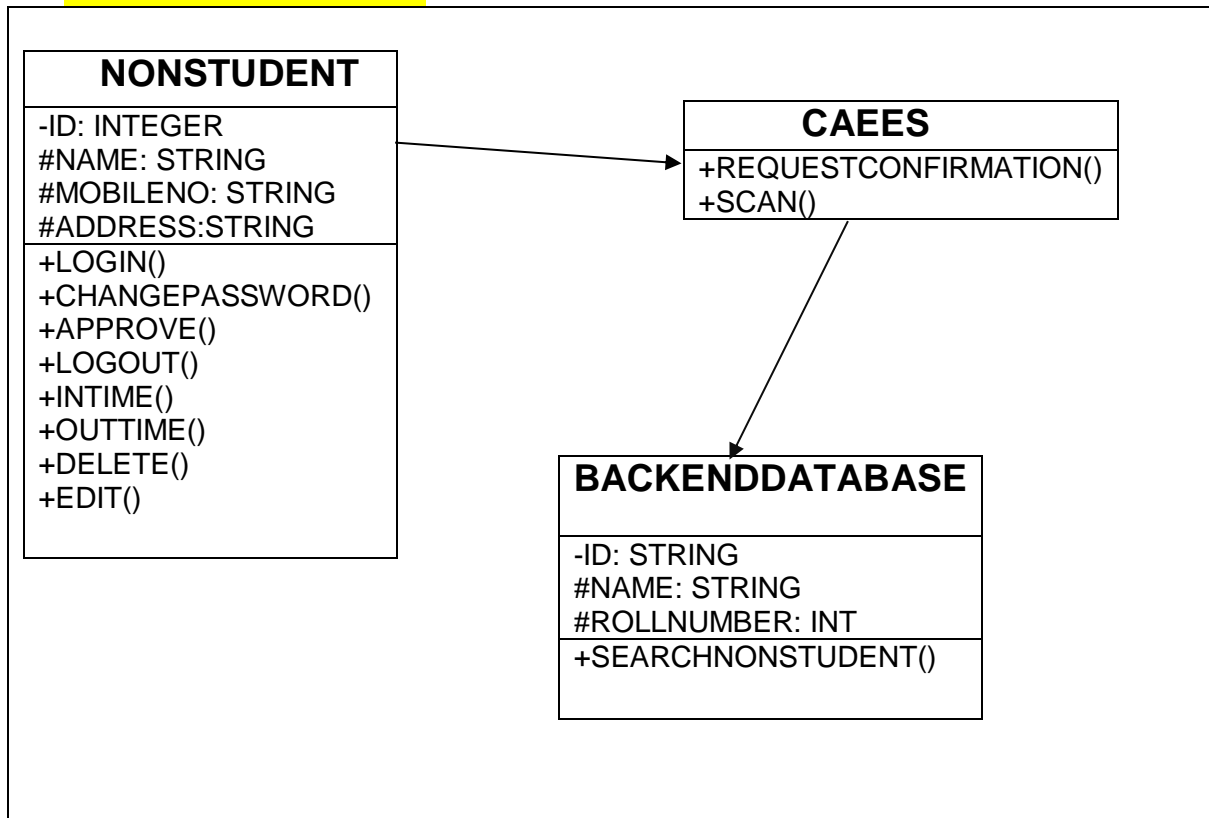 NONSTUDENT
-ID: INTEGER
#NAME: STRING
#MOBILENO: STRING
#ADDRESS:STRING
+LOGIN()
+CHANGEPASSWORD()
+APPROVE()
+LOGOUT()
+INTIME()
+OUTTIME()
+DELETE()
+EDIT()
CAEES
+REQUESTCONFIRMATION()
+SCAN()
BACKENDDATABASE
-ID: STRING
#NAME: STRING
#ROLLNUMBER: INT
+SEARCHNONSTUDENT()